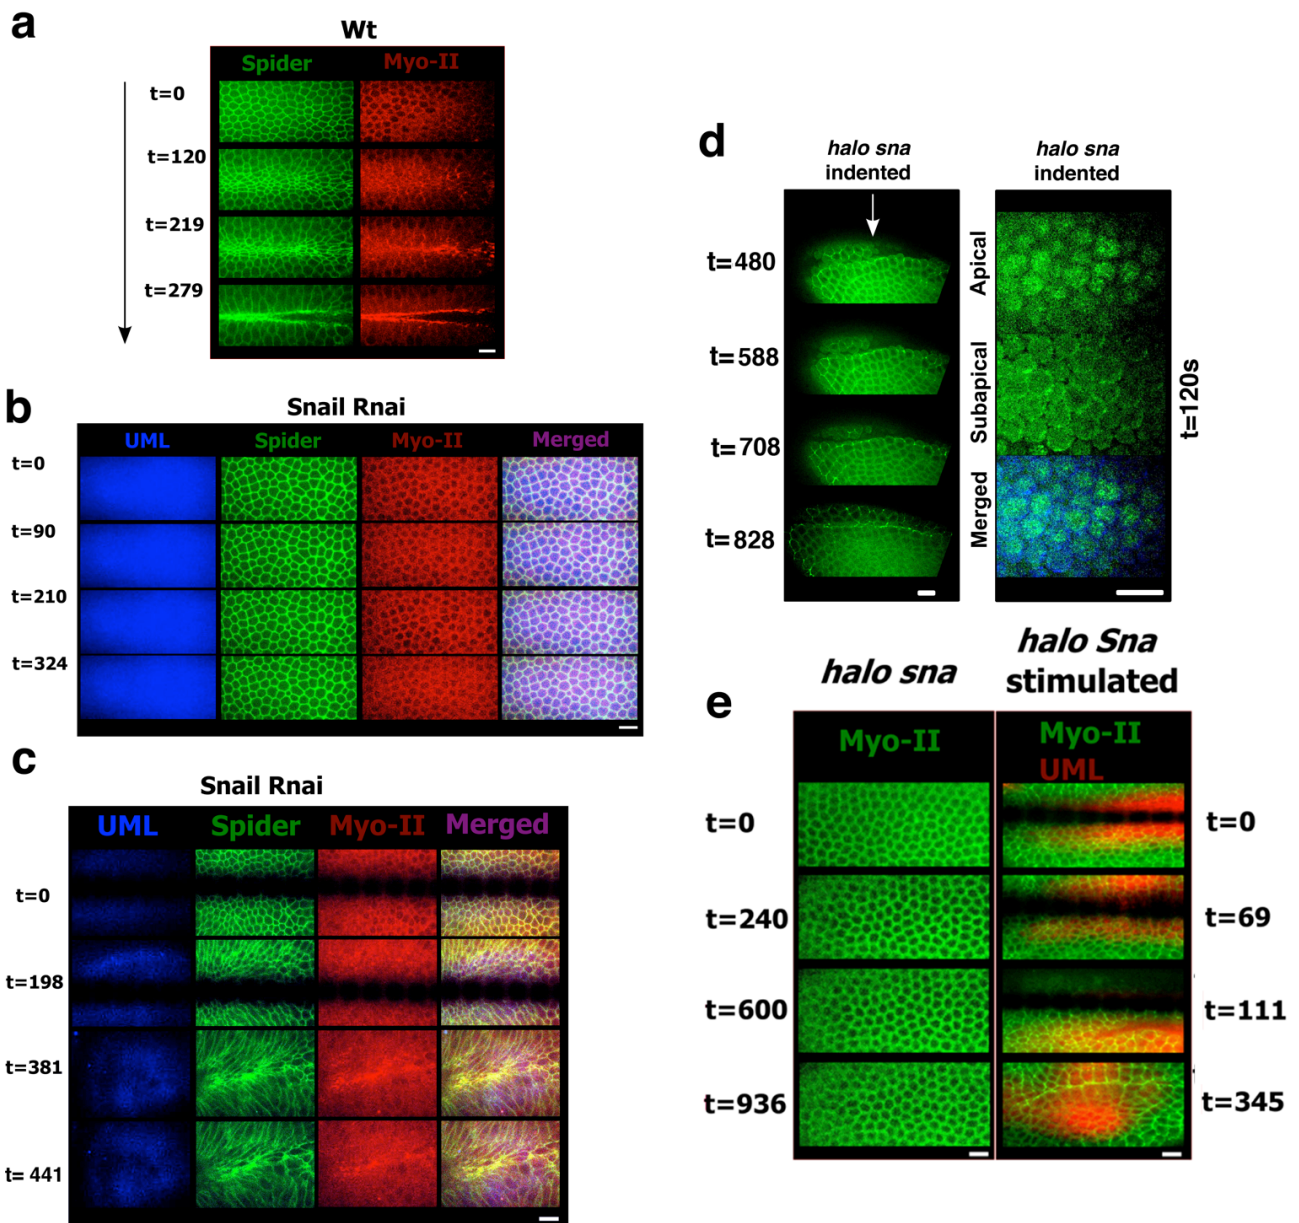 a
Wt
Spider Myo-II
t=0
t=120
t=219
t=279
b
Snail Rnai
UML Spider Myo-II Merged
t=0
t=90
t=210
t=324
c
Snail Rnai
UML Spider Myo-II Merged
t=0
t=198
t=381
t= 441
d
halo sna
indented
halo sna
indented
t=480
t=588
t=708
t=828
Apical
Subapical
Merged
t=120s
e
halo sna
halo Sna
stimulated
Myo-II
Myo-II
UML
t=0
t=240
t=600
t=936
t=0
t=69
t=111
t=345